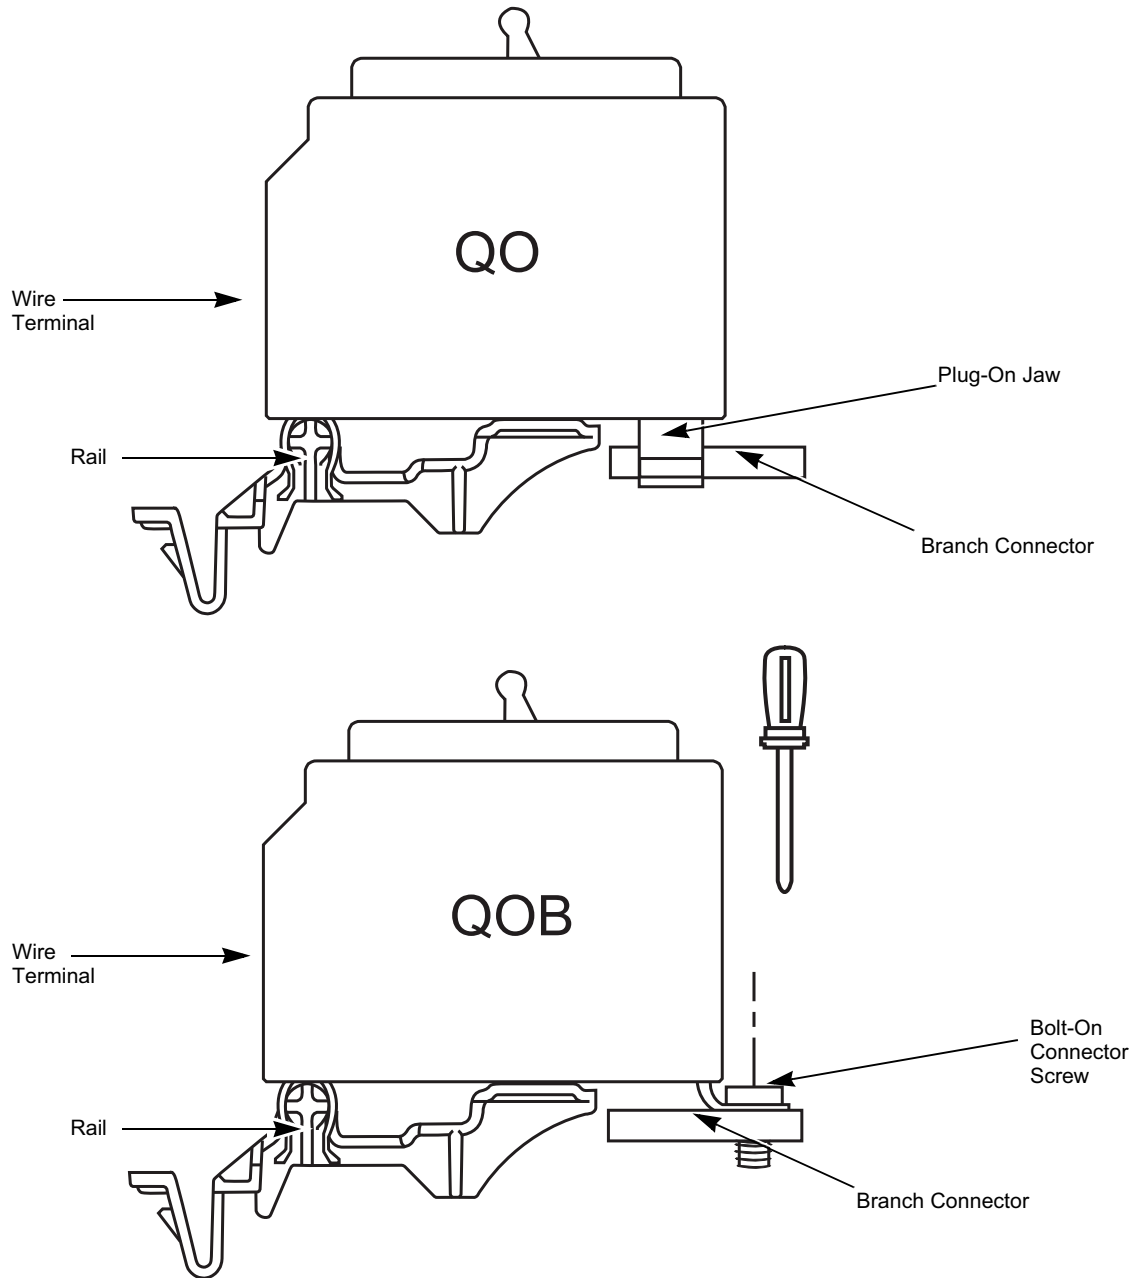 QO
Wire
Terminal
Plug-On Jaw
Rail
Branch Connector
QOB
Wire
Terminal
Bolt-On
Connector
Screw
Rail
Branch Connector